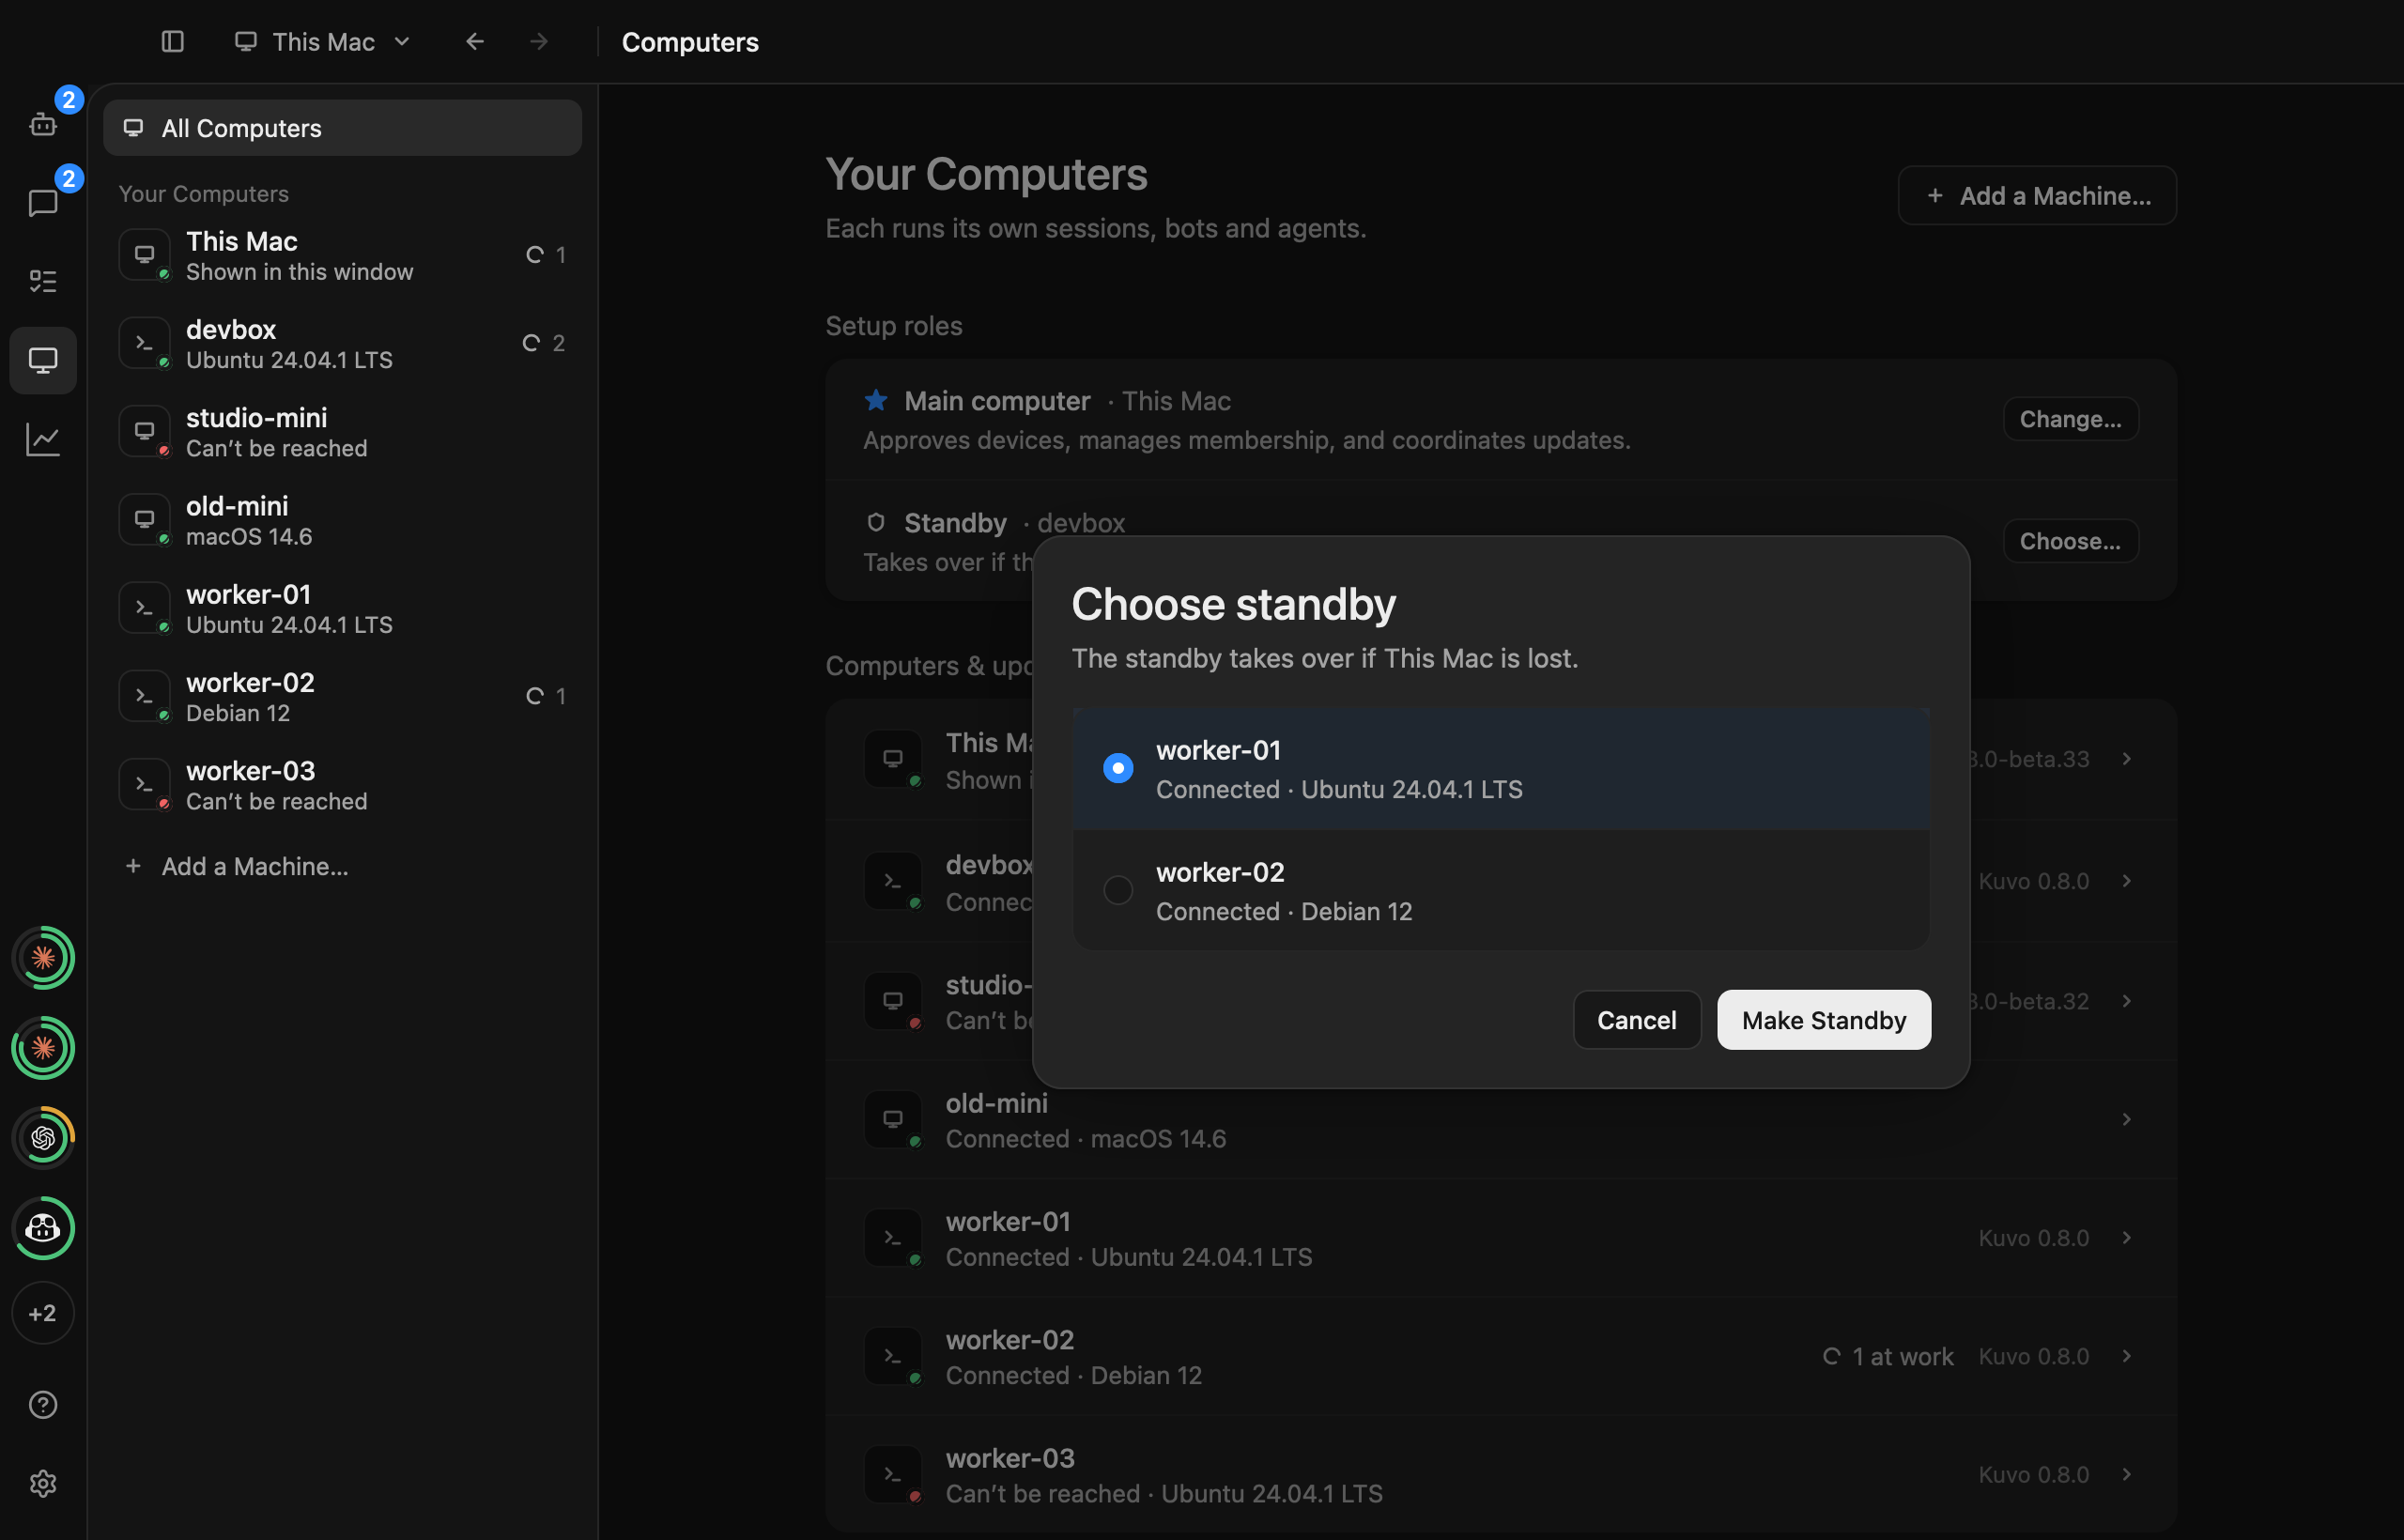 This Mac
Computers
2
2
All Computers
Your Computers
This Mac
Shown in this window
1
devbox
Ubuntu 24.04.1 LTS
2
studio-mini
Can’t be reached
old-mini
macOS 14.6
worker-01
Ubuntu 24.04.1 LTS
worker-02
Debian 12
1
worker-03
Can’t be reached
+ Add a Machine...
+2
Your Computers
Each runs its own sessions, bots and agents.
+ Add a Machine...
Setup roles
Main computer · This Mac
Approves devices, manages membership, and coordinates updates.
Change...
Standby · devbox
Takes over if
Choose...
Computers &
This
Shown
.0-beta.33
devbox
Kuvo 0.8.0
studio-
Can’t
.0-beta.32
old-mini
Connected · macOS 14.6
worker-01
Connected · Ubuntu 24.04.1 LTS
Kuvo 0.8.0
worker-02
Connected · Debian 12
1 at work
Kuvo 0.8.0
worker-03
Can’t be reached · Ubuntu 24.04.1 LTS
Kuvo 0.8.0
Choose standby
The standby takes over if This Mac is lost.
worker-01
Connected · Ubuntu 24.04.1 LTS
worker-02
Connected · Debian 12
Cancel
Make Standby